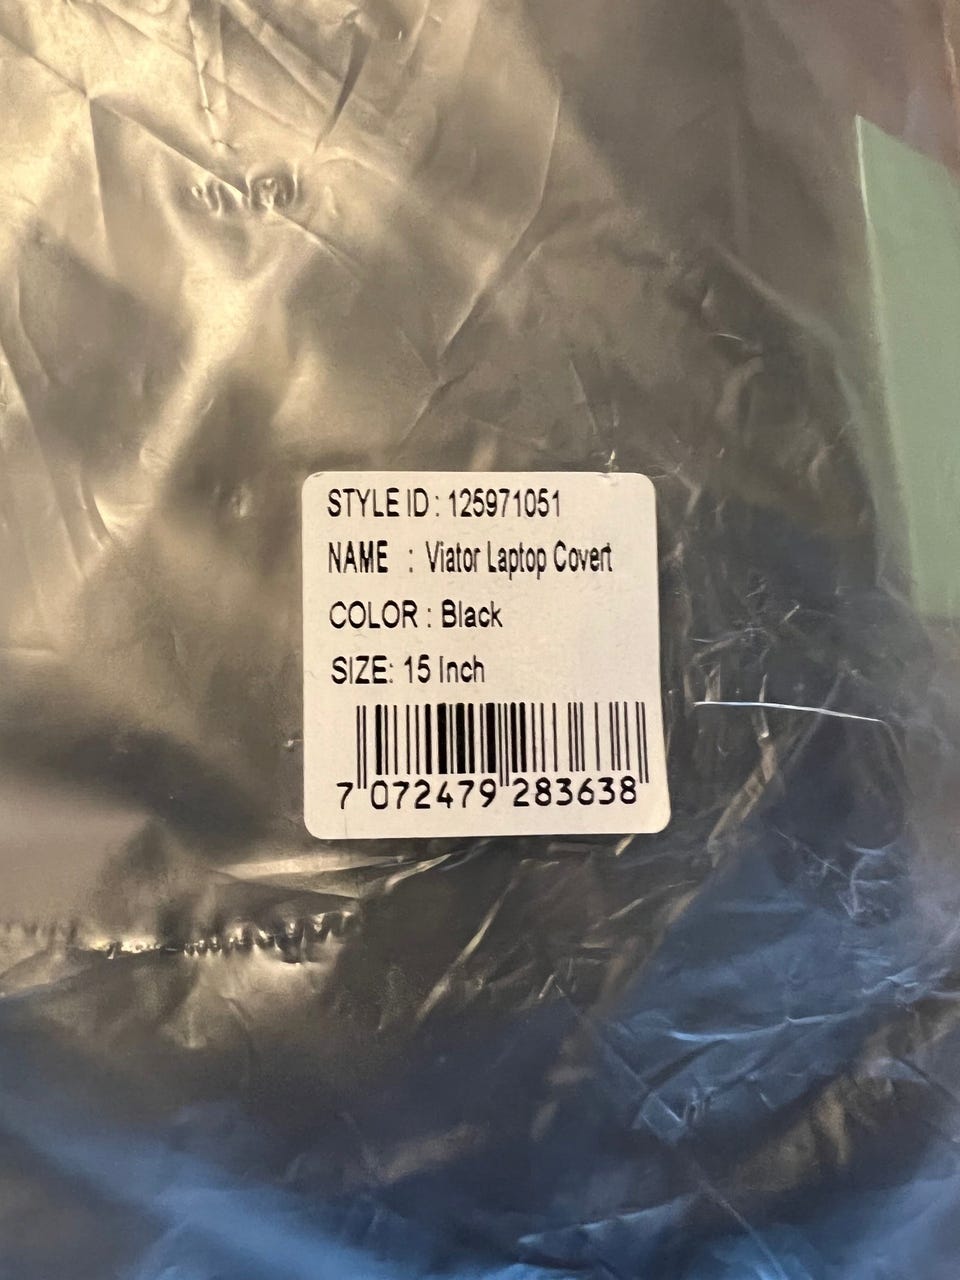 STYLE ID : 125971051
NAME : Viator Laptop Covert
COLOR : Black
SIZE: 15 Inch
7 072479 283638